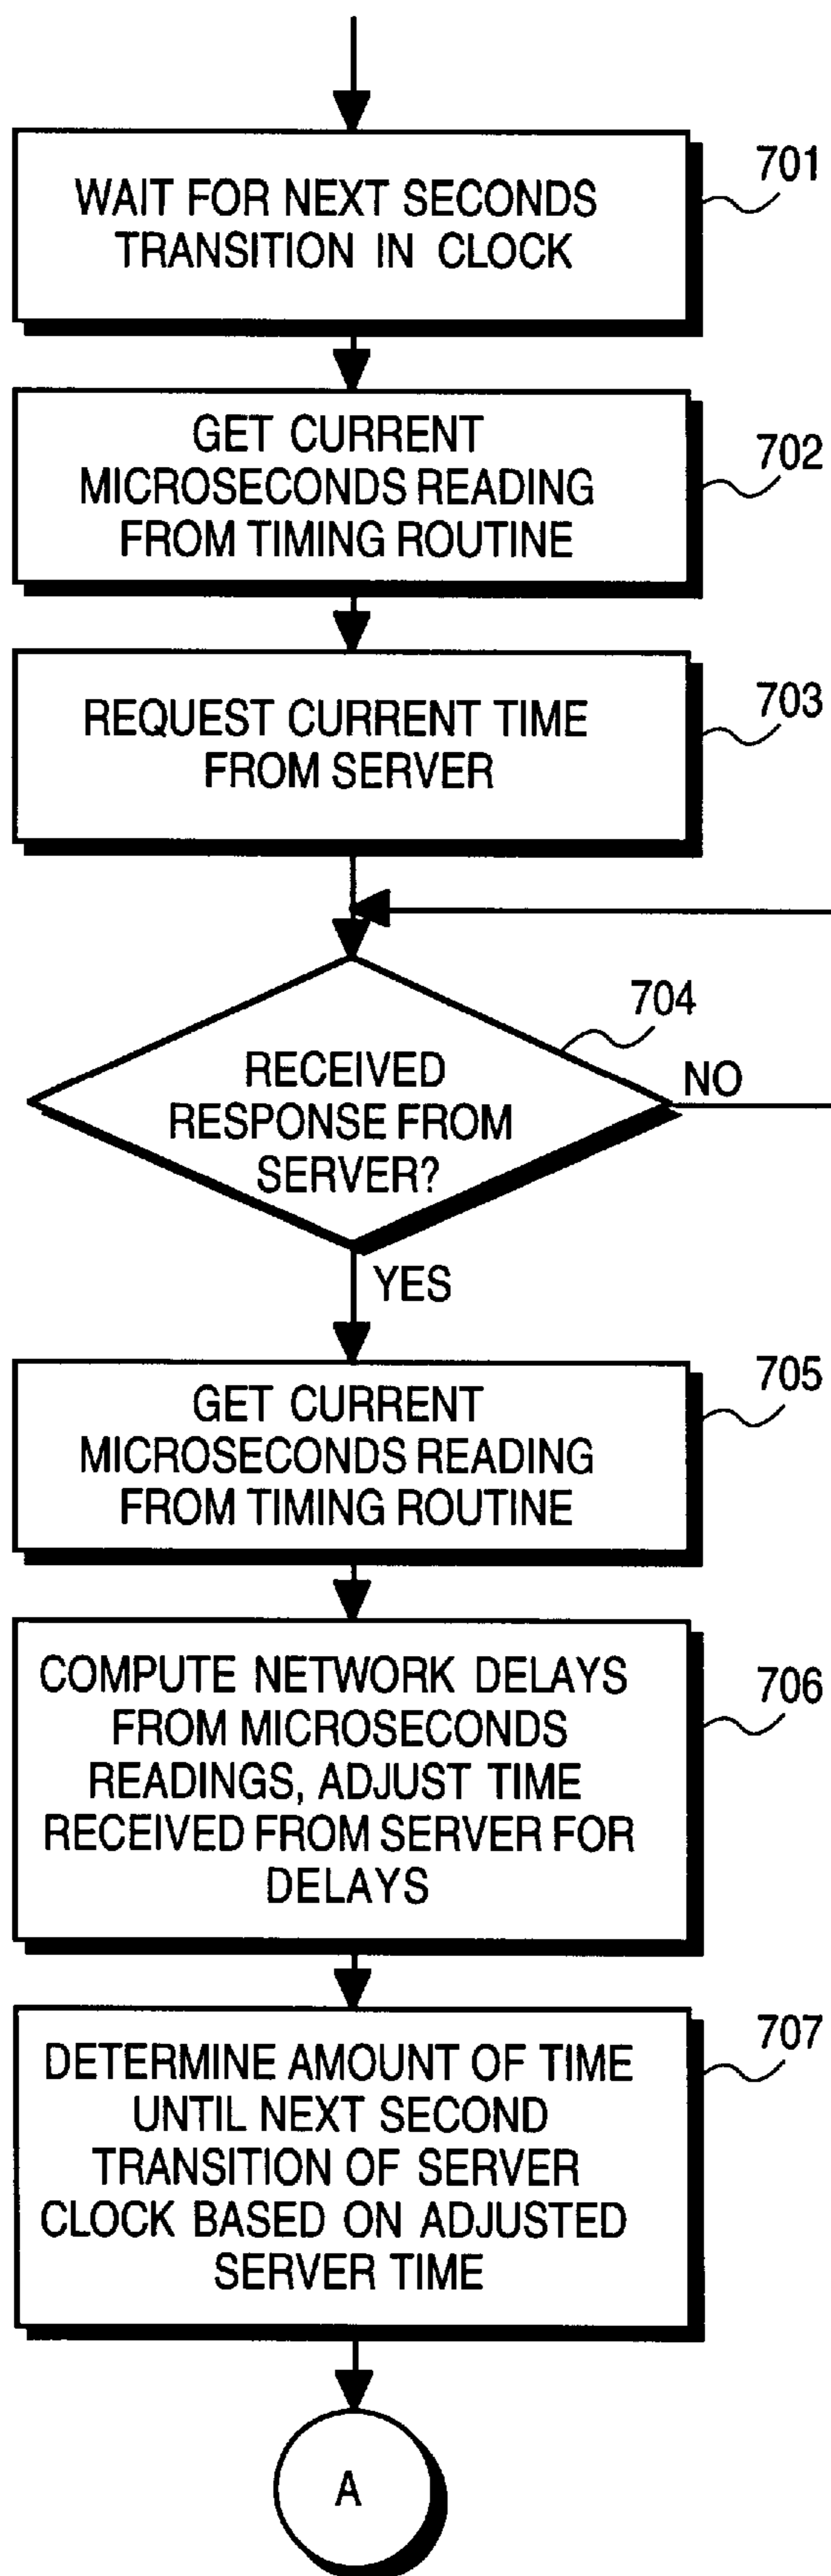 701
WAIT FOR NEXT SECONDS
TRANSITION IN CLOCK
702
GET CURRENT
MICROSECONDS READING
FROM TIMING ROUTINE
703
REQUEST CURRENT TIME
FROM SERVER
704
RECEIVED
RESPONSE FROM
SERVER?
NO
YES
705
GET CURRENT
MICROSECONDS READING
FROM TIMING ROUTINE
706
COMPUTE NETWORK DELAYS
FROM MICROSECONDS
READINGS, ADJUST TIME
RECEIVED FROM SERVER FOR
DELAYS
707
DETERMINE AMOUNT OF TIME
UNTIL NEXT SECOND
TRANSITION OF SERVER
CLOCK BASED ON ADJUSTED
SERVER TIME
A